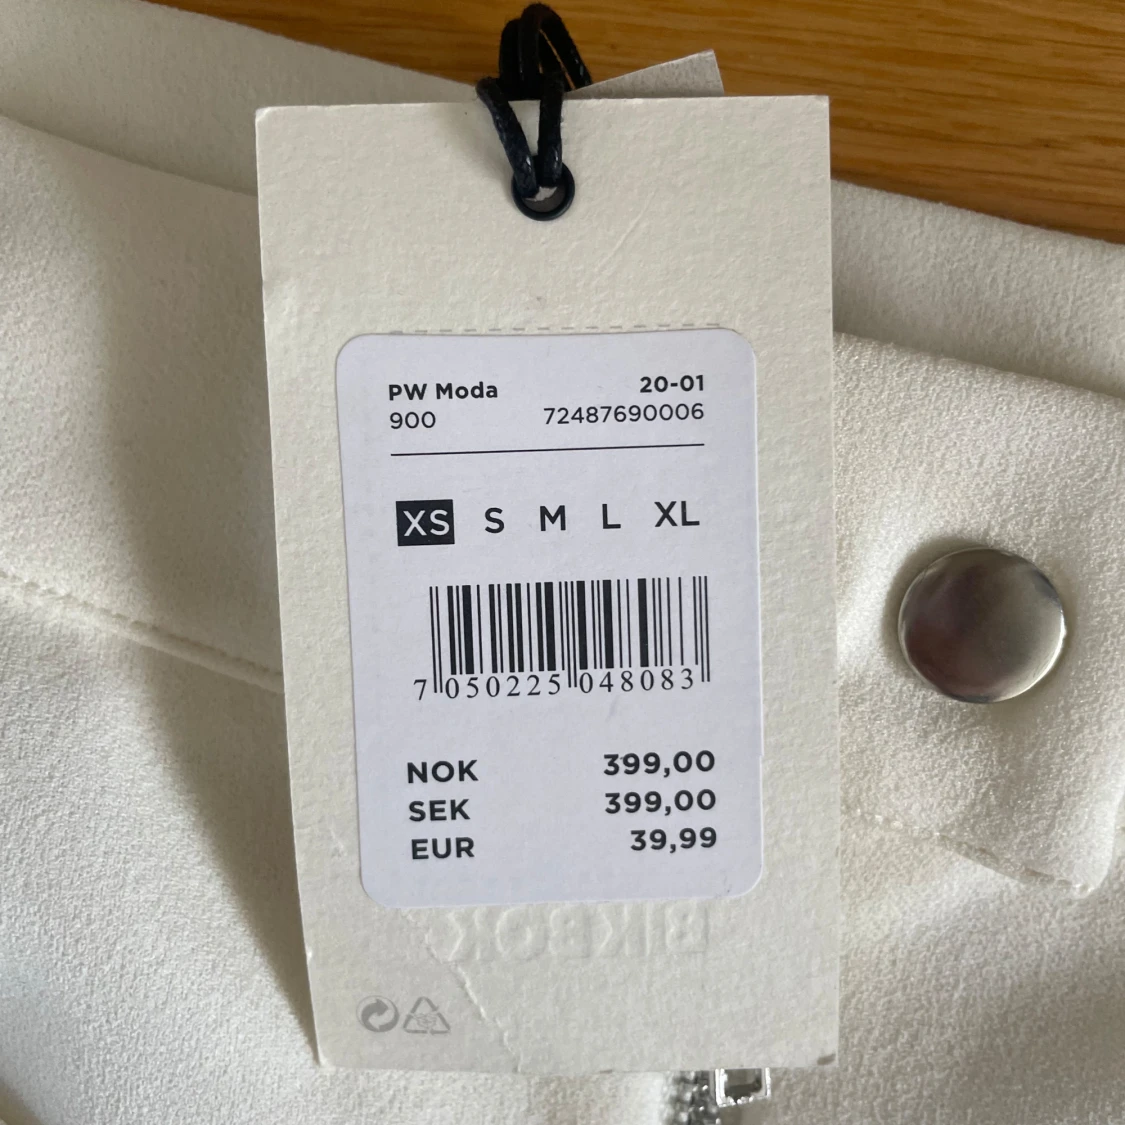 PW Moda 20-01
900 72487690006
XS S M L XL
7 050225 048083
NOK 399,00
SEK 399,00
EUR 39,99
BIKBOK